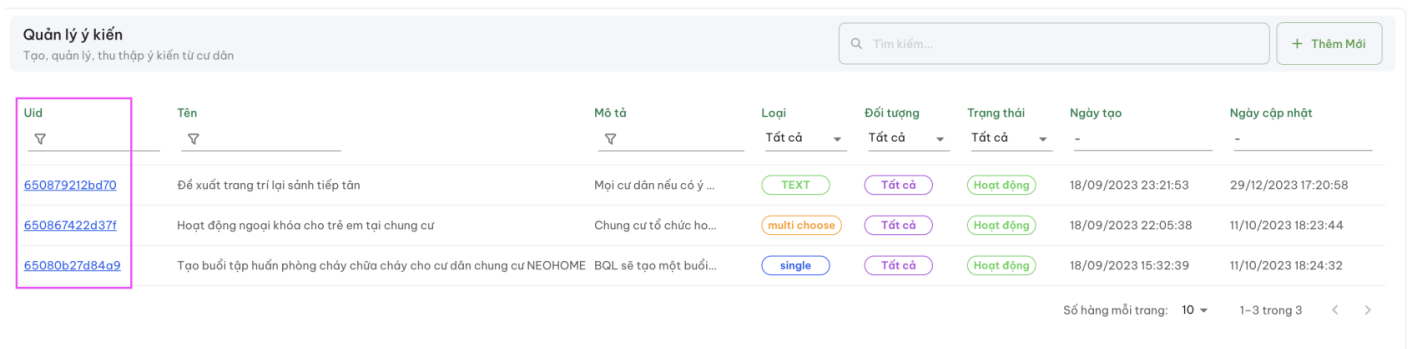 Quản lý ý kiến
Tạo, quản lý, thu thập ý kiến từ cư dân
Tìm kiếm...
+ Thêm Mới
Uid Tên Mô tả Loại Đối tượng Trạng thái Ngày tạo Ngày cập nhật
Tất cả Tất cả Tất cả - -
650879212bd70 Đề xuất trang trí lại sảnh tiếp tân Mọi cư dân nếu có ý ... TEXT Tất cả Hoạt động 18/09/2023 23:21:53 29/12/2023 17:20:58
650867422d37f Hoạt động ngoại khóa cho trẻ em tại chung cư Chung cư tổ chức ho... multi choose Tất cả Hoạt động 18/09/2023 22:05:38 11/10/2023 18:23:44
65080b27d84a9 Tạo buổi tập huấn phòng cháy chữa cháy cho cư dân chung cư NEOHOME BQL sẽ tạo một buổi... single Tất cả Hoạt động 18/09/2023 15:32:39 11/10/2023 18:24:32
Số hàng mỗi trang: 10 1-3 trong 3